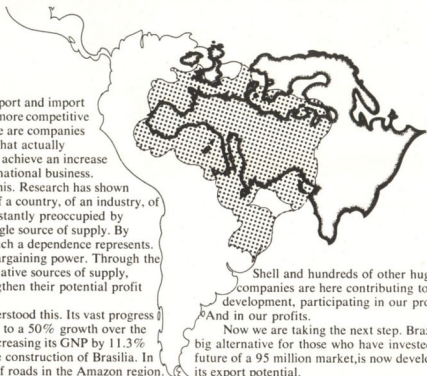 port and import
more competitive
e are companies
hat actually
achieve an increase
national business.
his. Research has shown
f a country, of an industry, of
stantly preoccupied by
gle source of supply. By
ch a dependence represents.
argaining power. Through the
ative sources of supply,
gthen their potential profit
erstood this. Its vast progress
to a 50% growth over the
creasing its GNP by 11.3%
e construction of Brasilia. In
f roads in the Amazon region.
Shell and hundreds of other hug
companies are here contributing to
development, participating in our pro
And in our profits.
Now we are taking the next step. Braz
big alternative for those who have investe
future of a 95 million market,is now develo
its export potential.